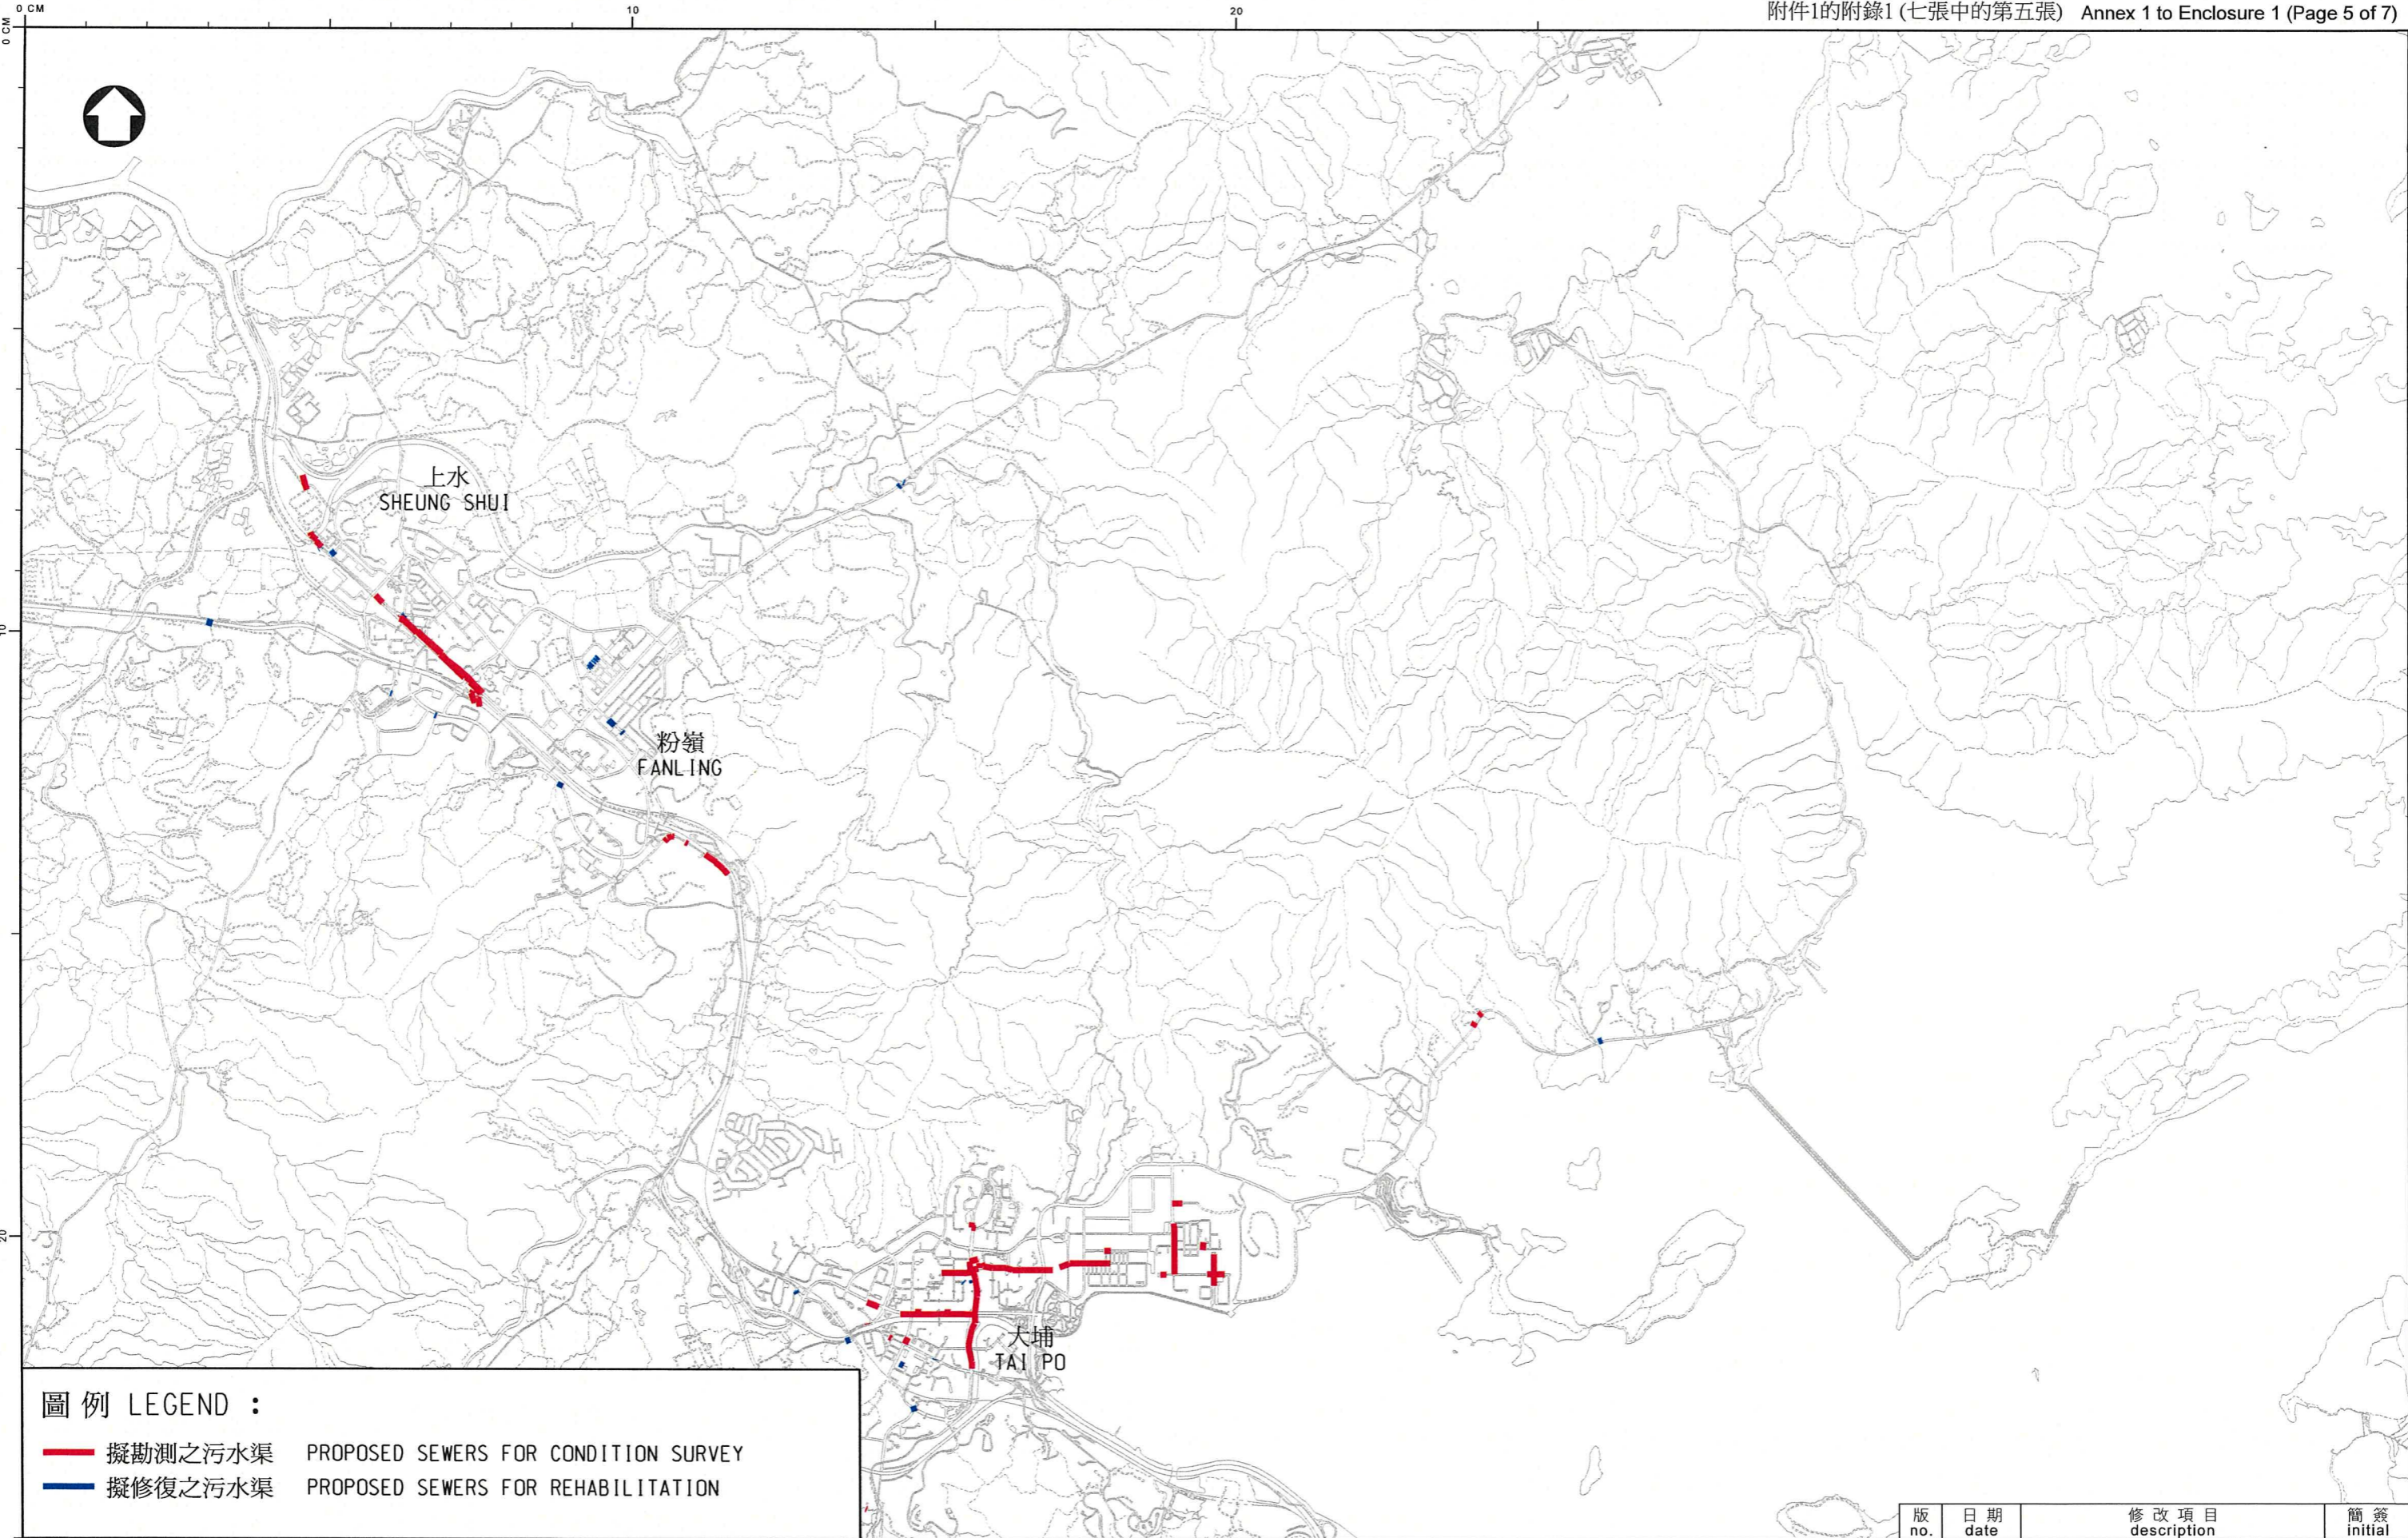 0 CM
10
20
附件1的附錄1 (七張中的第五張) Annex 1 to Enclosure 1 (Page 5 of 7)
0 CM
10
20
上水
SHEUNG SHUI
粉嶺
FANLING
大埔
TAI PO
圖例 LEGEND :
擬勘測之污水渠 PROPOSED SEWERS FOR CONDITION SURVEY
擬修復之污水渠 PROPOSED SEWERS FOR REHABILITATION
版 日期 修改項目 簡簽
no. date description initial